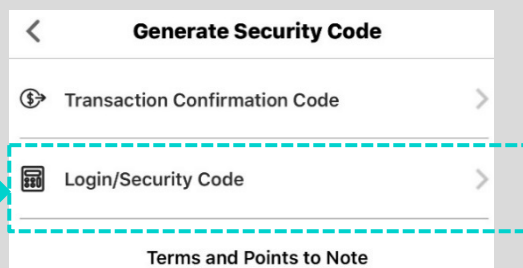 Generate Security Code
Transaction Confirmation Code
Login/Security Code
Terms and Points to Note